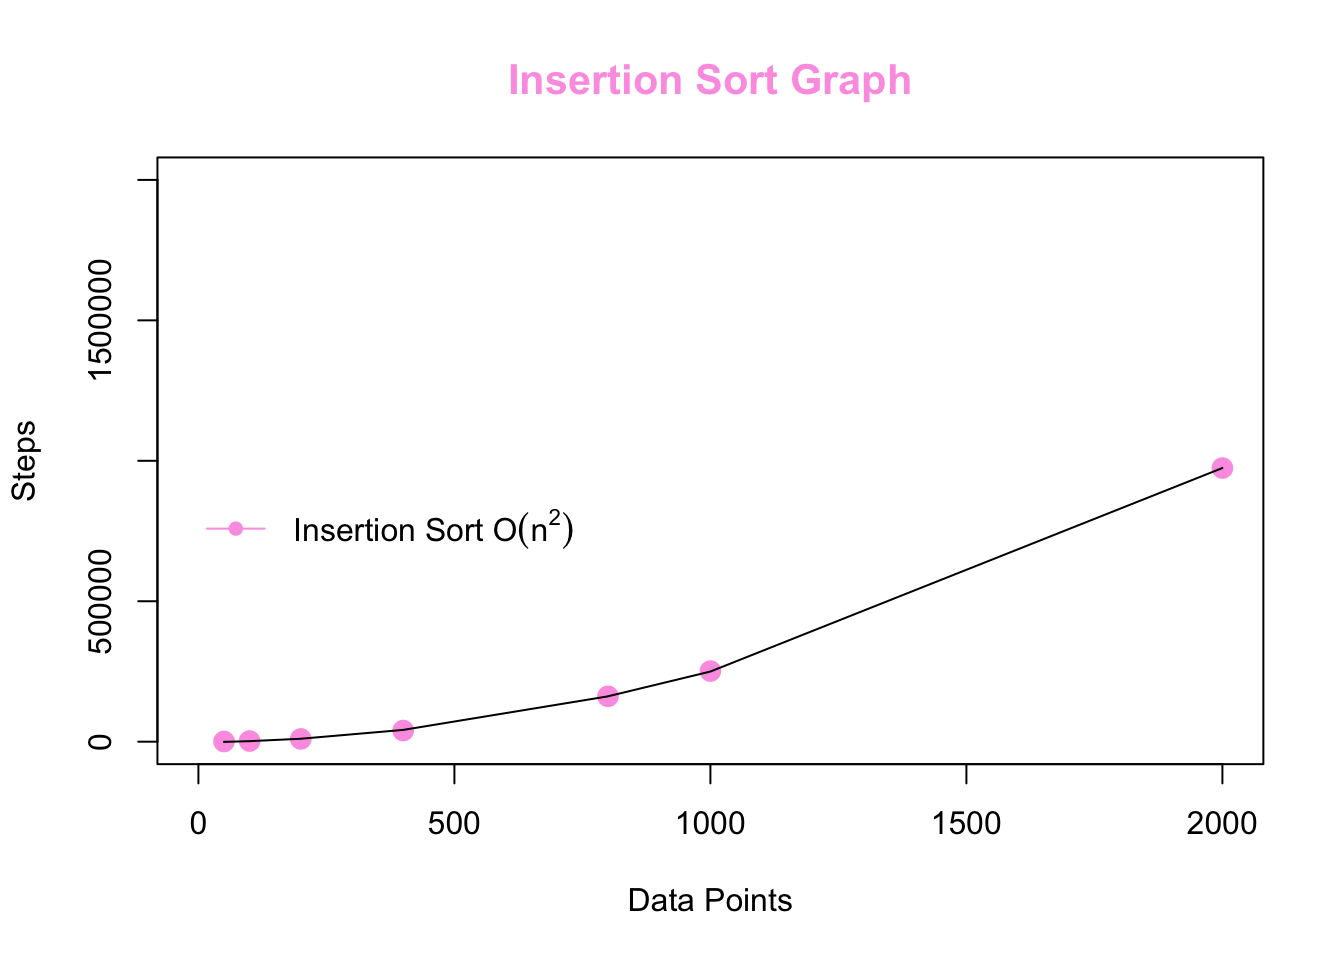 Insertion Sort Graph
1500000
500000
0
Steps
Insertion Sort O(n²)
0 500 1000 1500 2000
Data Points